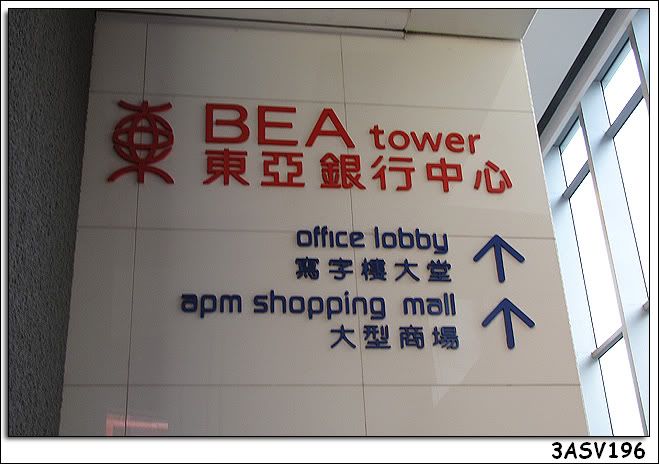 BEA tower
東亞銀行中心
office lobby
寫字樓大堂
apm shopping mall
大型商場
3ASV196